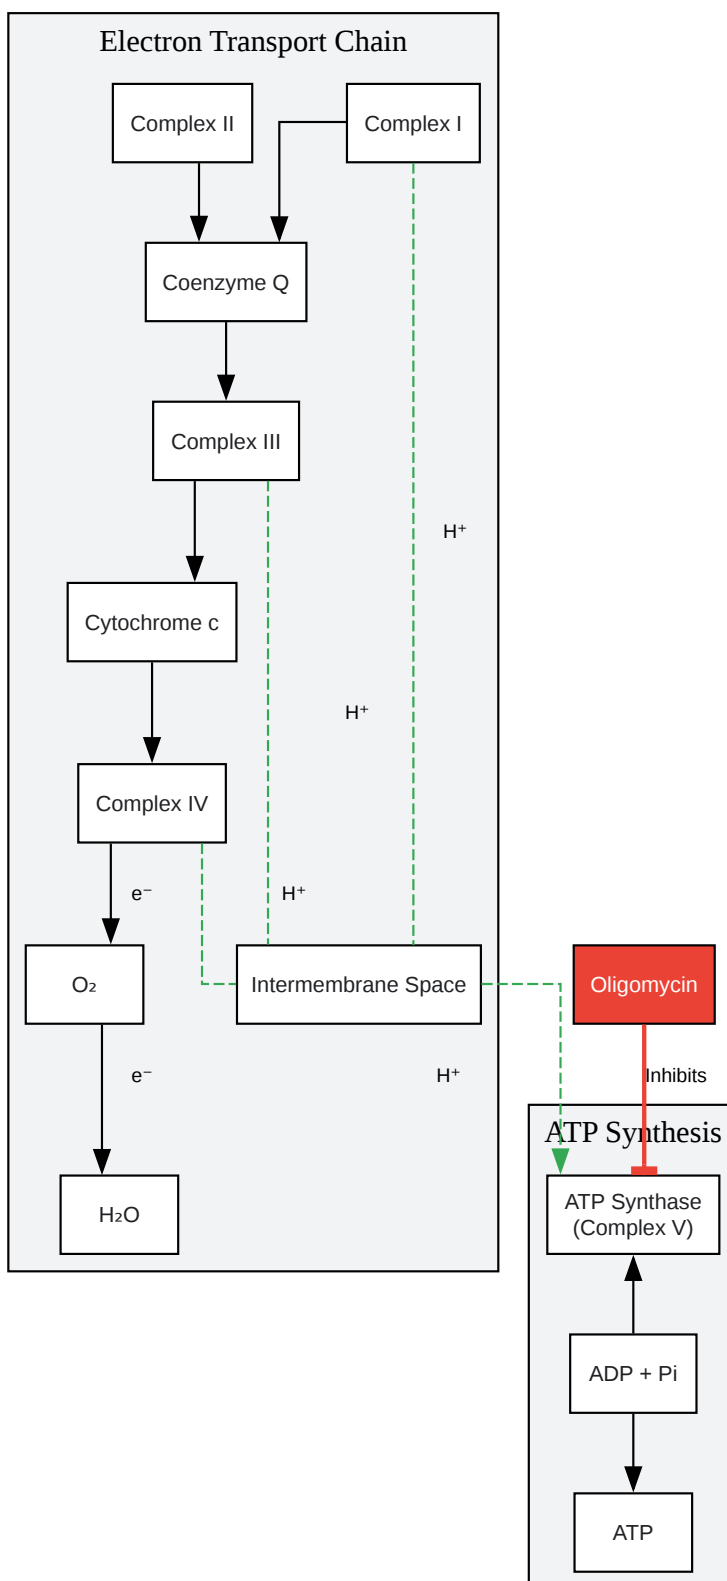 Electron Transport Chain
Complex II
Complex I
Coenzyme Q
Complex III
H⁺
Cytochrome c
H⁺
Complex IV
e⁻
H⁺
O₂
Intermembrane Space
Oligomycin
e⁻
H⁺
Inhibits
ATP Synthesis
H₂O
ATP Synthase
(Complex V)
ADP + Pi
ATP